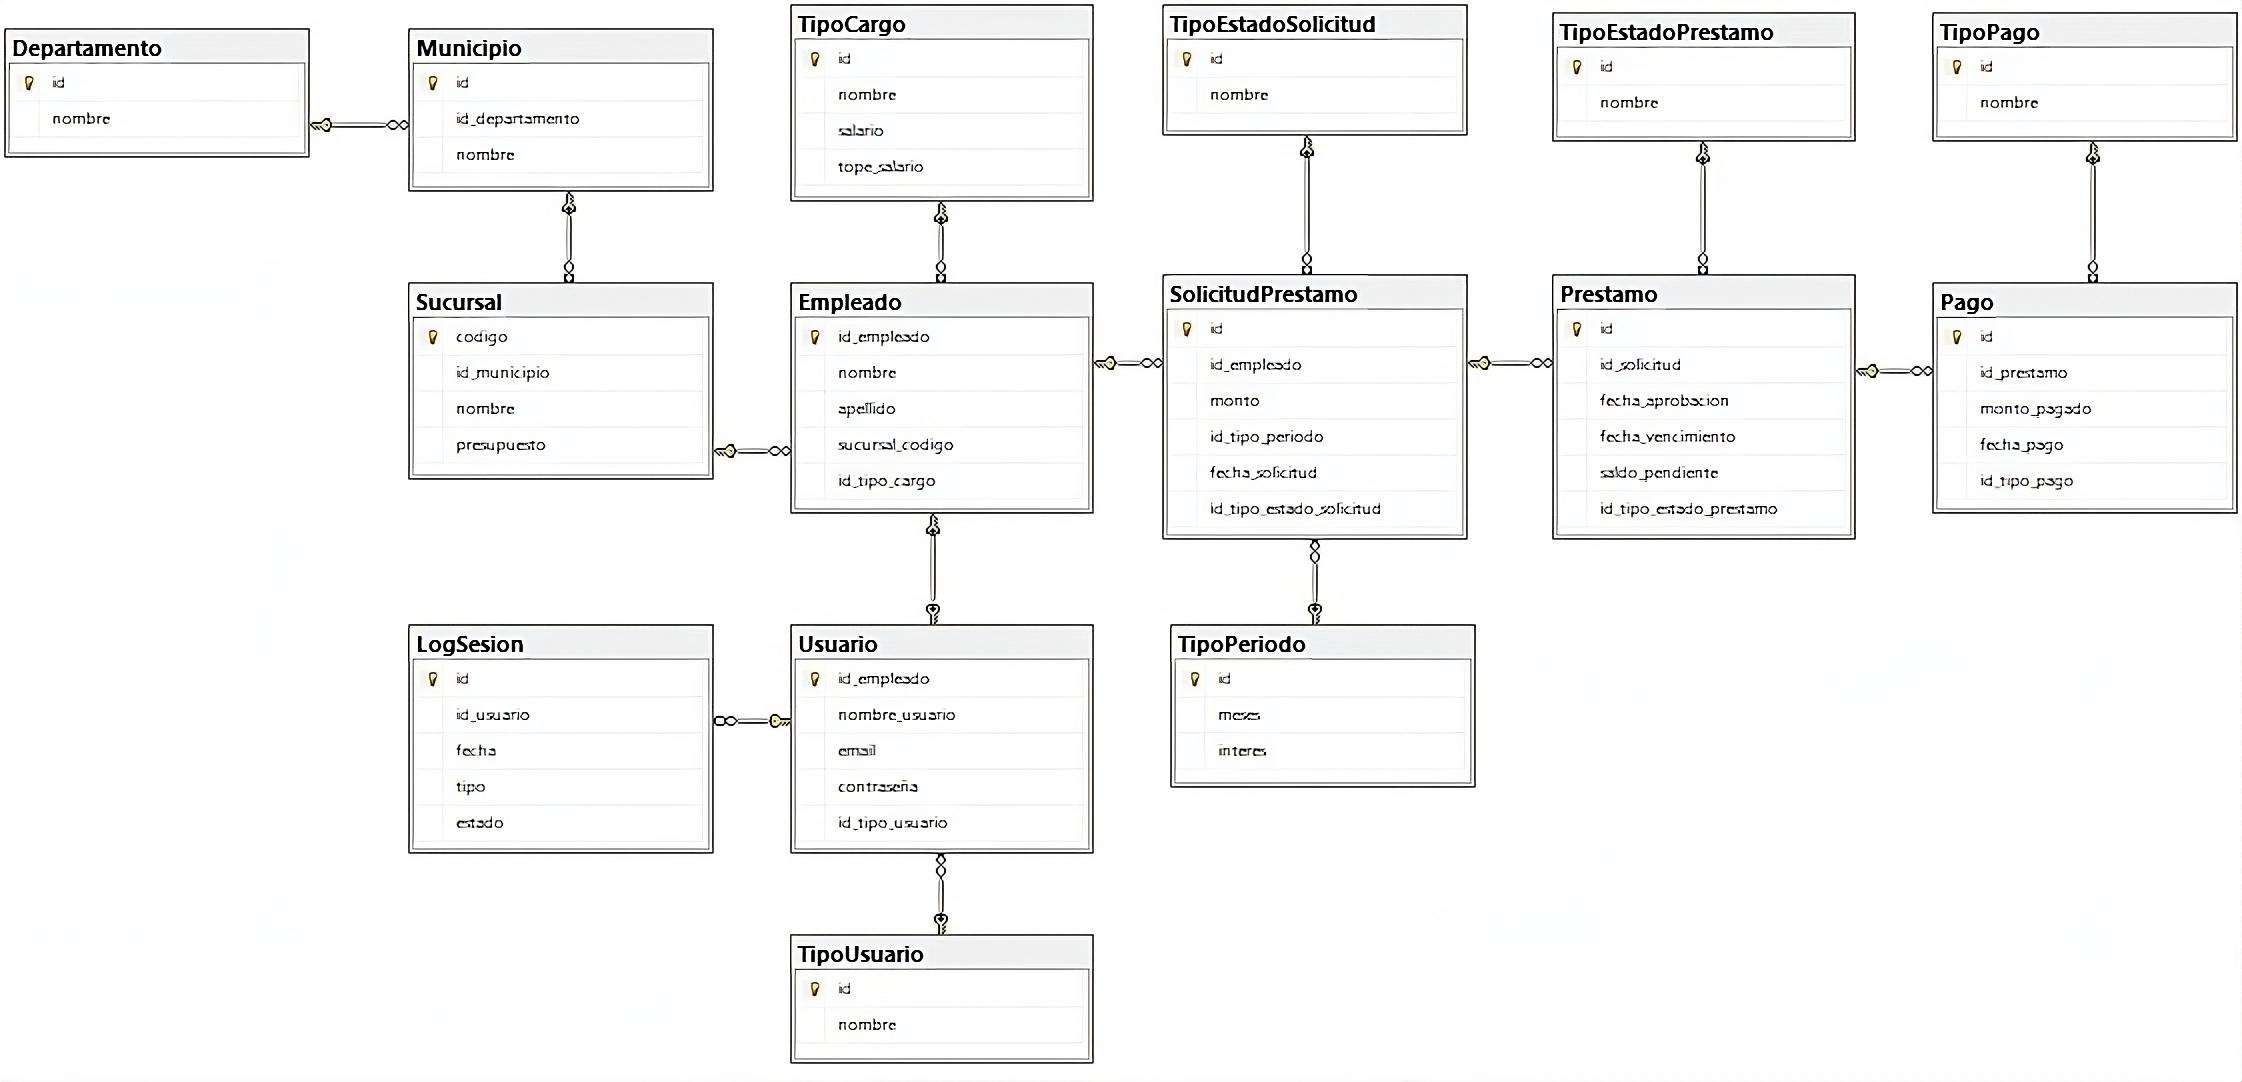 Departamento
id
nombre
Municipio
id
id_departamento
nombre
TipoCargo
id
nombre
salario
tope_salario
TipoEstadoSolicitud
id
nombre
TipoEstadoPrestamo
id
nombre
TipoPago
id
nombre
Sucursal
codigo
id_municipio
nombre
presupuesto
Empleado
id_empleado
nombre
apellido
sucursal_codigo
id_tipo_cargo
SolicitudPrestamo
id
id_empleado
monto
id_tipo_periodo
fecha_solicitud
id_tipo_estado_solicitud
Prestamo
id
id_solicitud
fecha_aprobacion
fecha_vencimiento
saldo_pendiente
id_tipo_estado_prestamo
Pago
id
id_prestamo
monto_pagado
fecha_pago
id_tipo_pago
LogSesion
id
id_usuario
fecha
tipo
estado
Usuario
id_empleado
nombre_usuario
email
contraseña
id_tipo_usuario
TipoPeriodo
id
meses
interes
TipoUsuario
id
nombre